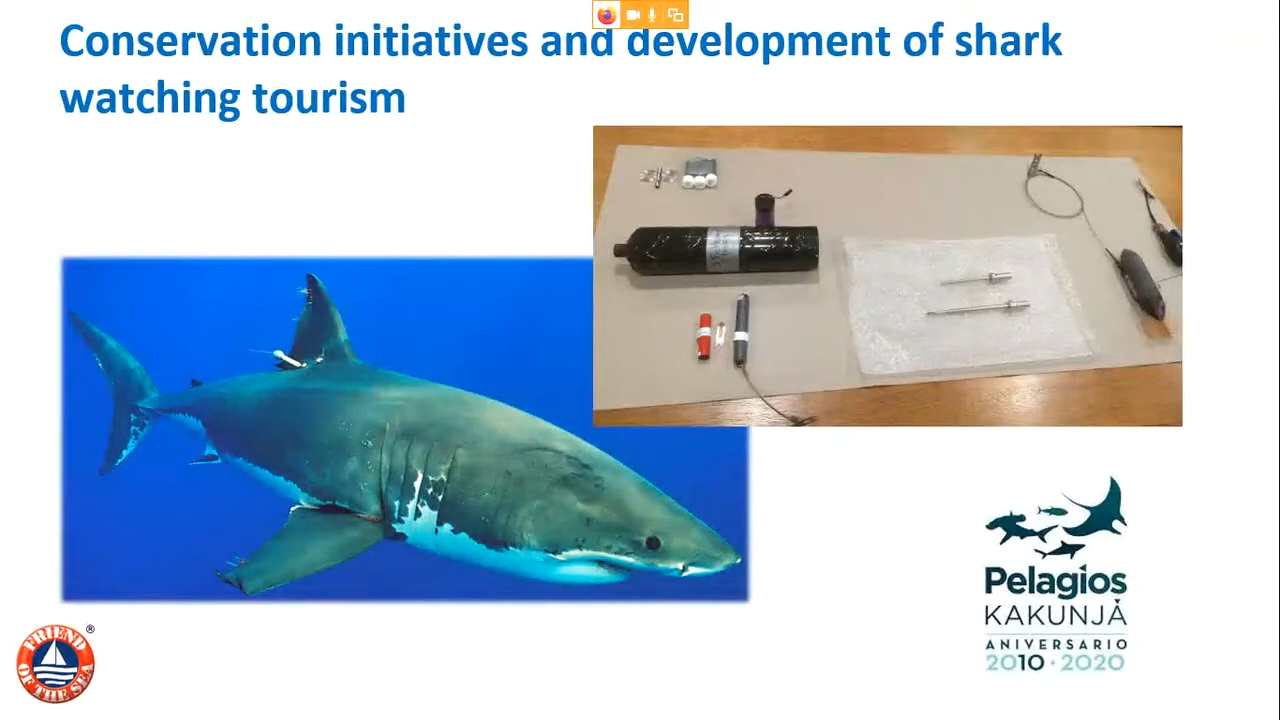 Conservation initiatives and development of shark
watching tourism
Pelagios
KAKUNJÁ
ANIVERSARIO
2010 · 2020
FRIEND
OF THE SEA
®